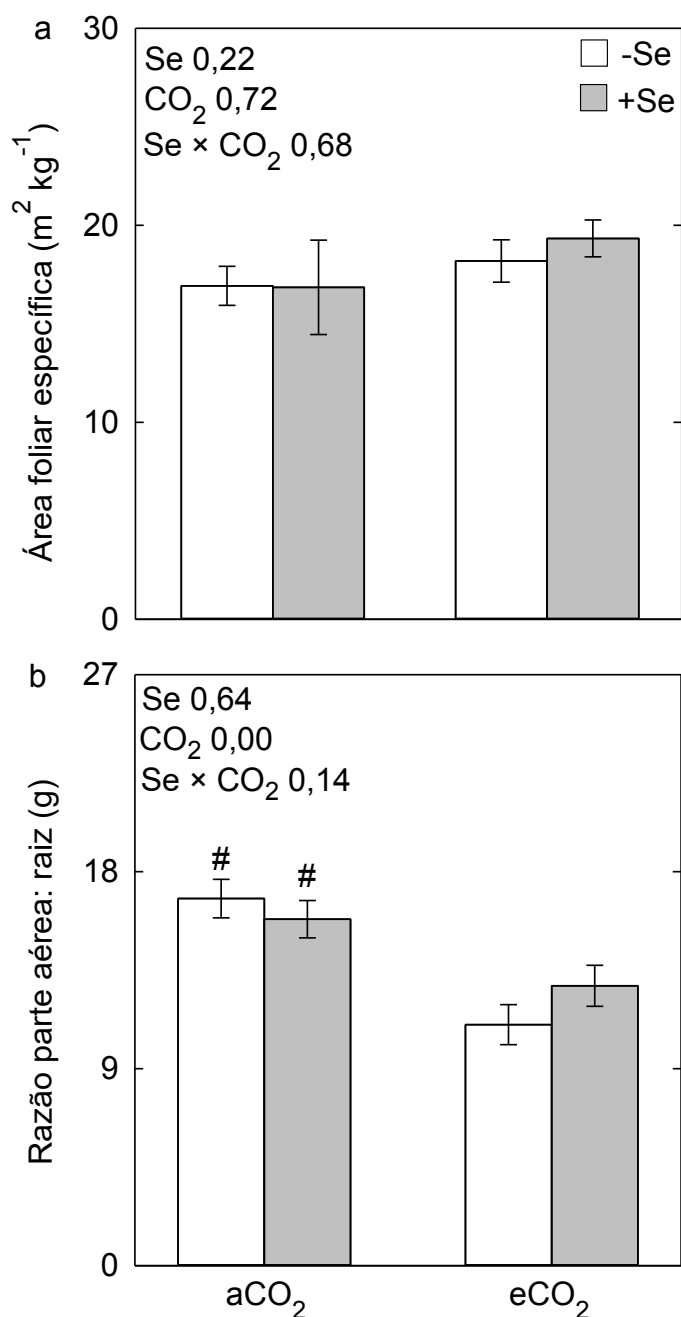 a
30
20
10
0
Área foliar específica (m² kg⁻¹)
Se 0,22
CO₂ 0,72
Se × CO₂ 0,68
-Se
+Se
b
27
18
9
0
Razão parte aérea: raiz (g)
Se 0,64
CO₂ 0,00
Se × CO₂ 0,14
# #
aCO₂ eCO₂